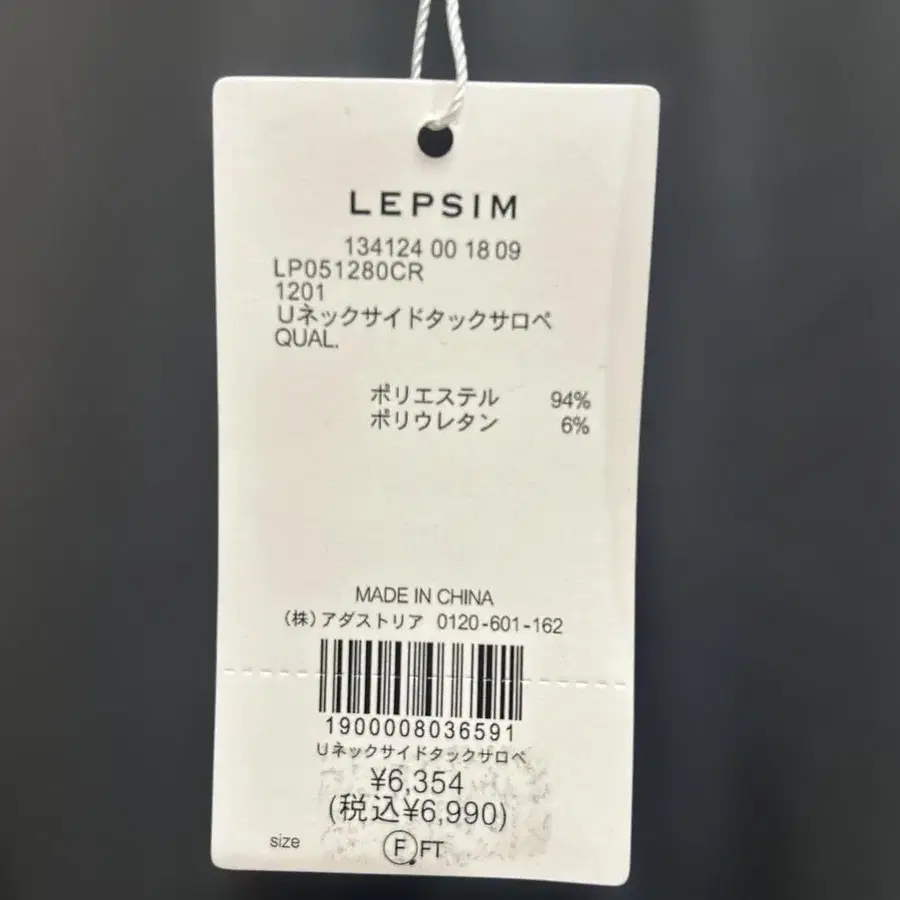 LEPSIM
134124 00 18 09
LP051280CR
1201
Uネックサイドタックサロペ
QUAL.
ポリエステル 94%
ポリウレタン 6%
MADE IN CHINA
(株)アダストリア 0120-601-162
1900008036591
Uネックサイドタックサロペ
¥6,354
(税込¥6,990)
size F FT